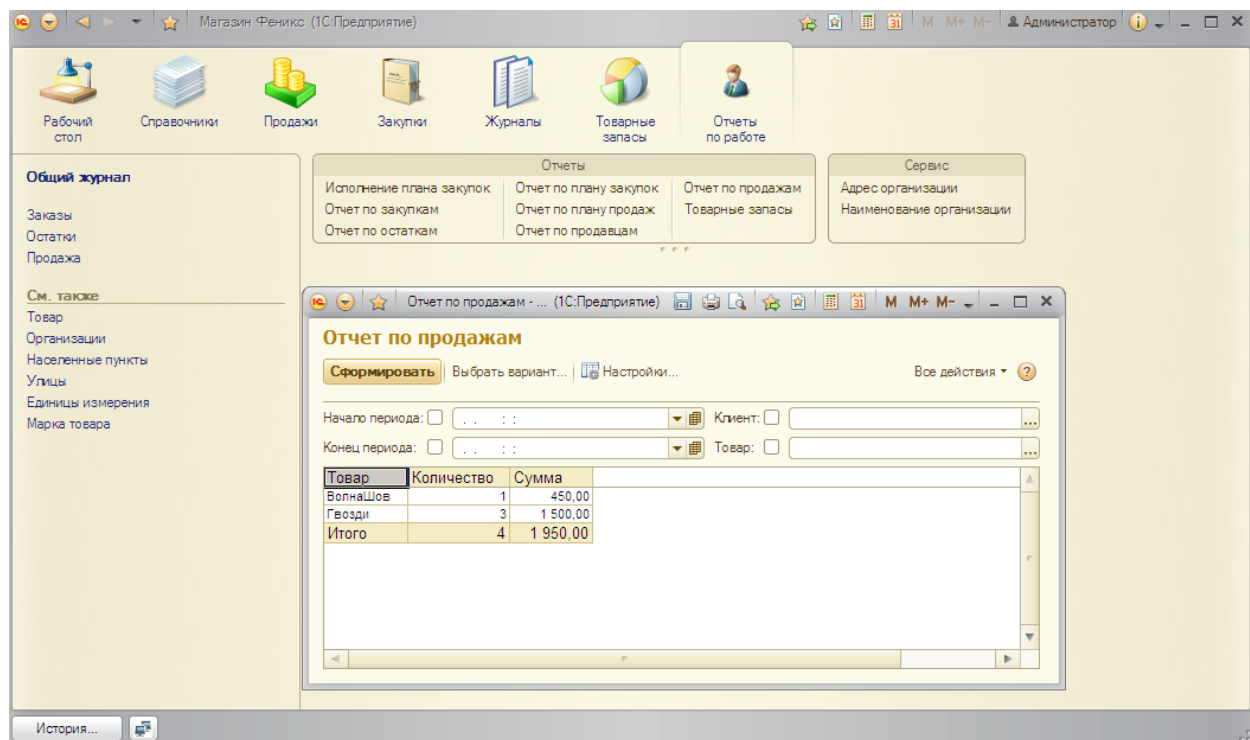 Магазин Феникс (1С:Предприятие) 31 M M+ M- Администратор
Рабочий стол
Справочники
Продажи
Закупки
Журналы
Товарные запасы
Отчеты по работе
Общий журнал
Заказы
Остатки
Продажа
См. также
Товар
Организации
Населенные пункты
Улицы
Единицы измерения
Марка товара
Отчеты
Исполнение плана закупок Отчет по плану закупок Отчет по продажам
Отчет по закупкам Отчет по плану продаж Товарные запасы
Отчет по остаткам Отчет по продавцам
Сервис
Адрес организации
Наименование организации
Отчет по продажам - ... (1С:Предприятие) 31 M M+ M-
Отчет по продажам
Сформировать Выбрать вариант... Настройки... Все действия ?
Начало периода: . . : : Клиент: ...
Конец периода: . . : : Товар: ...
Товар Количество Сумма
ВолнаШов 1 450,00
Гвозди 3 1 500,00
Итого 4 1 950,00
История...